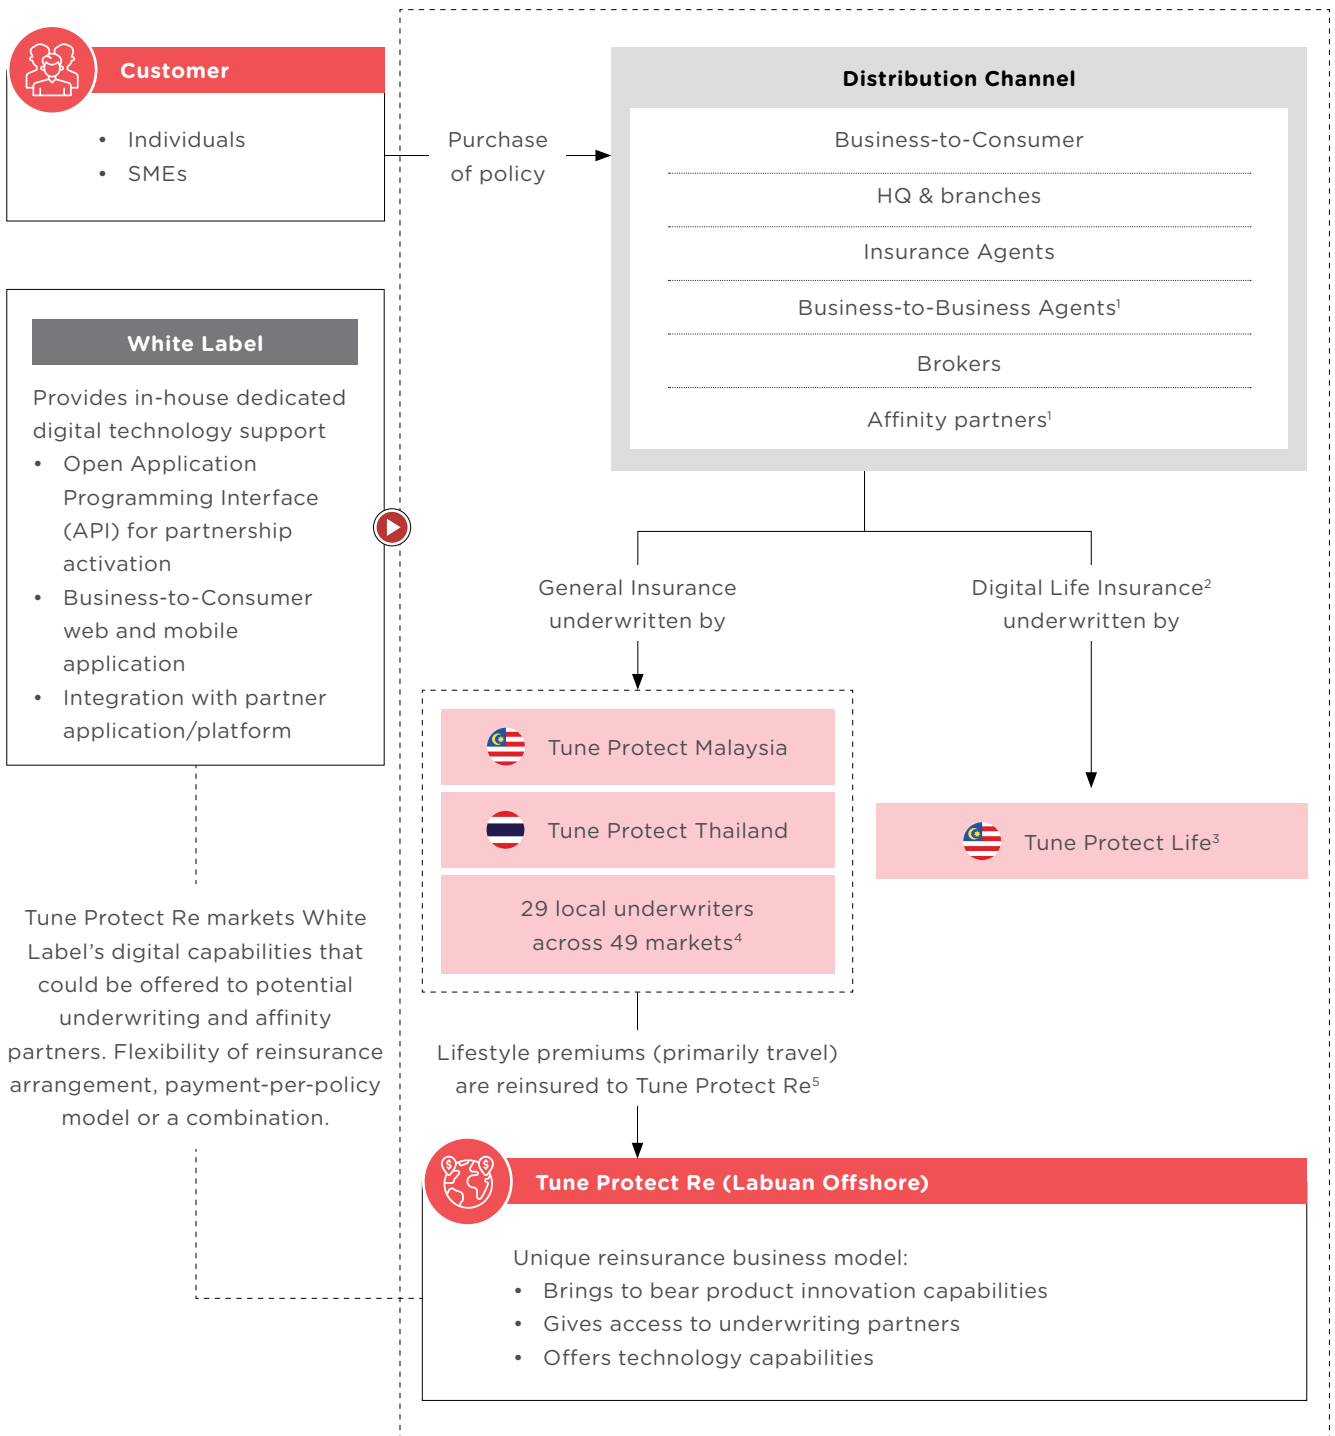 Customer
• Individuals
• SMEs
Purchase
of policy
Distribution Channel
Business-to-Consumer
HQ & branches
Insurance Agents
Business-to-Business Agents¹
Brokers
Affinity partners¹
White Label
Provides in-house dedicated
digital technology support
• Open Application
Programming Interface
(API) for partnership
activation
• Business-to-Consumer
web and mobile
application
• Integration with partner
application/platform
General Insurance
underwritten by
Digital Life Insurance²
underwritten by
Tune Protect Malaysia
Tune Protect Thailand
29 local underwriters
across 49 markets⁴
Tune Protect Life³
Tune Protect Re markets White
Label’s digital capabilities that
could be offered to potential
underwriting and affinity
partners. Flexibility of reinsurance
arrangement, payment-per-policy
model or a combination.
Lifestyle premiums (primarily travel)
are reinsured to Tune Protect Re⁵
$ $
Tune Protect Re (Labuan Offshore)
Unique reinsurance business model:
• Brings to bear product innovation capabilities
• Gives access to underwriting partners
• Offers technology capabilities